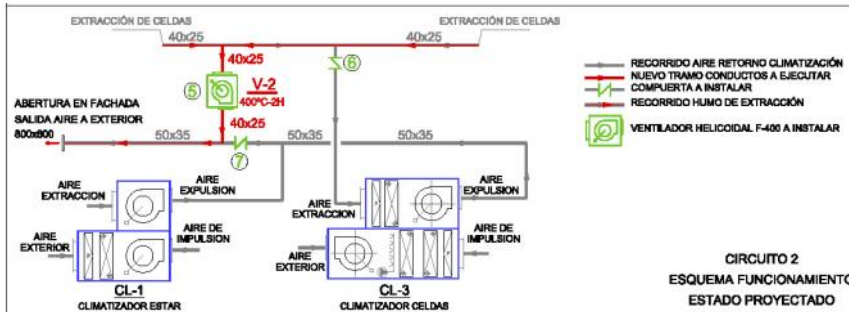 EXTRACCIÓN DE CELDAS
EXTRACCIÓN DE CELDAS
40x25
40x25
40x25
6
5
V-2
400ºC-2H
ABERTURA EN FACHADA
SALIDA AIRE A EXTERIOR
800x600
40x25
50x35
50x35
50x35
7
AIRE
EXTRACCION
AIRE
EXPULSION
AIRE
EXTERIOR
AIRE DE
IMPULSION
CL-1
CLIMATIZADOR ESTAR
AIRE
EXTRACCION
AIRE
EXPULSION
AIRE
EXTERIOR
AIRE DE
IMPULSION
CL-3
CLIMATIZADOR CELDAS
RECORRIDO AIRE RETORNO CLIMATIZACIÓN
NUEVO TRAMO CONDUCTOS A EJECUTAR
COMPUERTA A INSTALAR
RECORRIDO HUMO DE EXTRACCIÓN
VENTILADOR HELICOIDAL F-400 A INSTALAR
CIRCUITO 2
ESQUEMA FUNCIONAMIENTO
ESTADO PROYECTADO